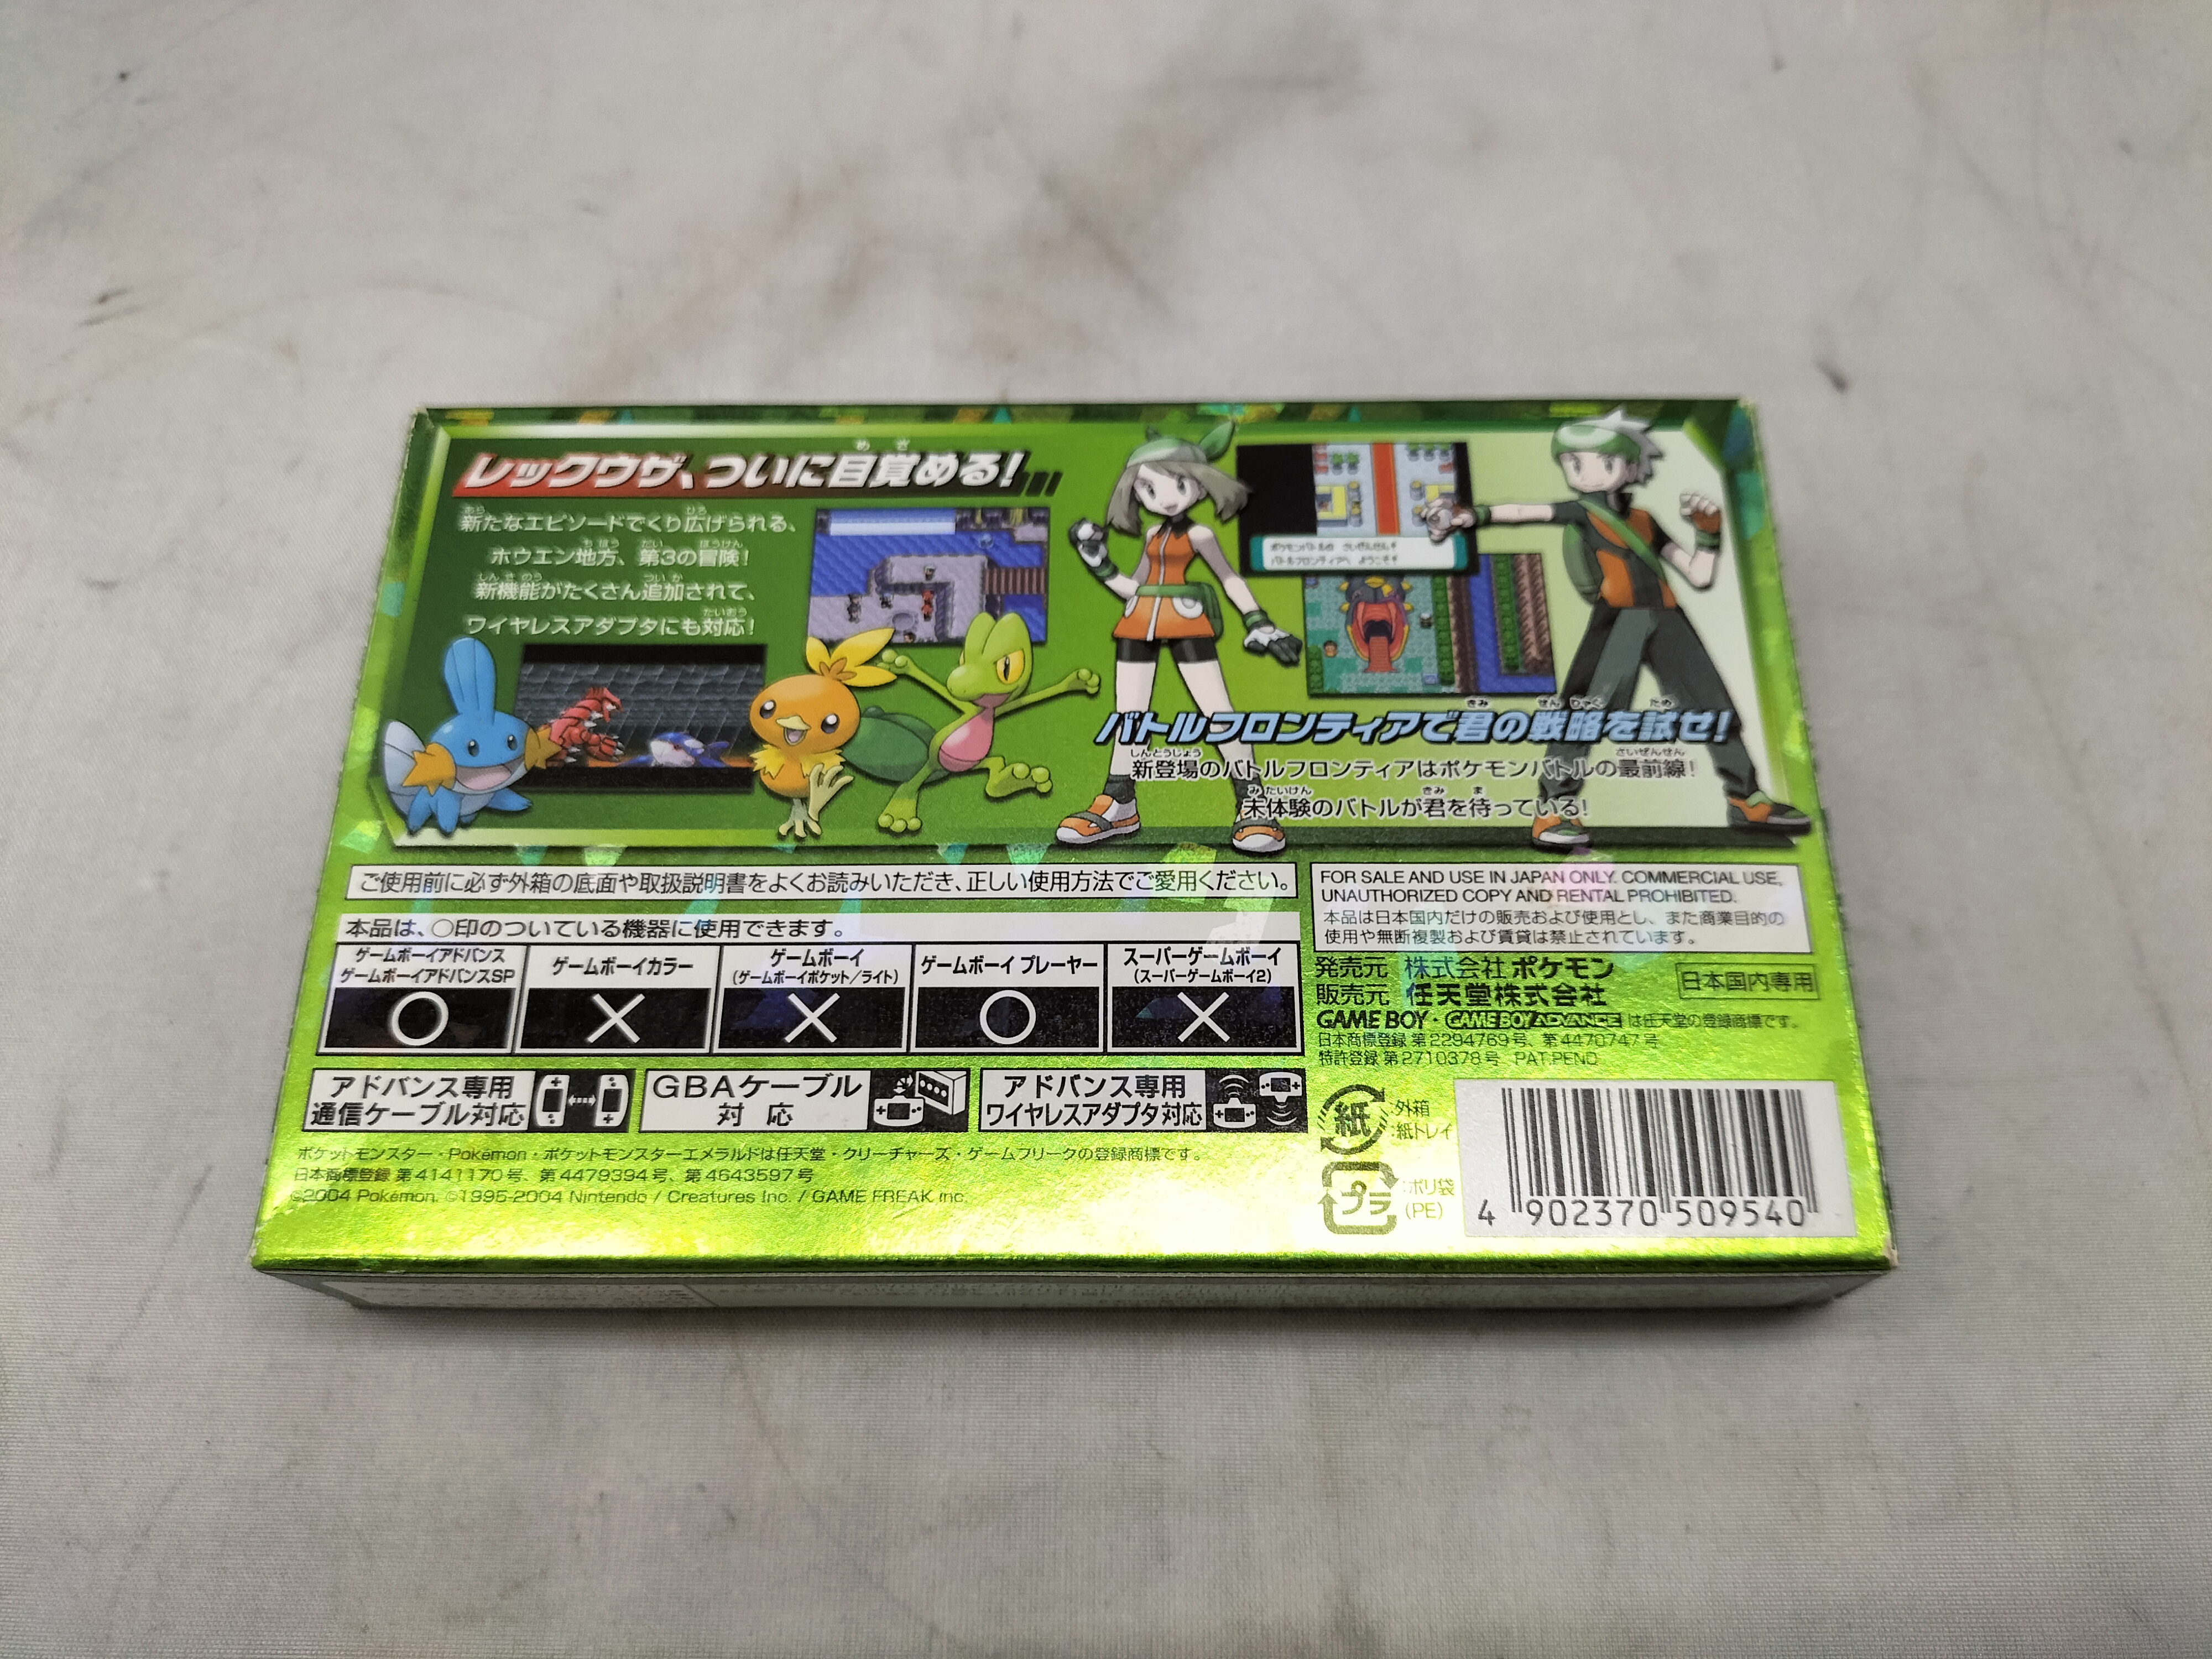 レックウザ、ついに目覚める!
新たなエピソードでくり広げられる、
ホウエン地方、第3の冒険!
新機能がたくさん追加されて、
ワイヤレスアダプタにも対応!
ポケモンバトルの さいぜんせん!
バトルフロンティアへ ようこそ!
バトルフロンティアで君の戦略を試せ!
新登場のバトルフロンティアはポケモンバトルの最前線!
未体験のバトルが君を待っている!
ご使用前に必ず外箱の底面や取扱説明書をよくお読みいただき、正しい使用方法でご愛用ください。
本品は、○印のついている機器に使用できます。
ゲームボーイアドバンス
ゲームボーイアドバンスSP
○
ゲームボーイカラー
×
ゲームボーイ
(ゲームボーイポケット/ライト)
×
ゲームボーイ プレーヤー
○
スーパーゲームボーイ
(スーパーゲームボーイ2)
×
アドバンス専用
通信ケーブル対応
GBAケーブル
対 応
アドバンス専用
ワイヤレスアダプタ対応
ポケットモンスター・Pokémon・ポケットモンスターエメラルドは任天堂・クリーチャーズ・ゲームフリークの登録商標です。
日本商標登録 第4141170号、第4479394号、第4643597号
©2004 Pokémon. ©1995-2004 Nintendo / Creatures Inc. / GAME FREAK inc.
FOR SALE AND USE IN JAPAN ONLY. COMMERCIAL USE,
UNAUTHORIZED COPY AND RENTAL PROHIBITED.
本品は日本国内だけの販売および使用とし、また商業目的の
使用や無断複製および賃貸は禁止されています。
発売元 株式会社ポケモン
販売元 任天堂株式会社
日本国内専用
GAME BOY・GAME BOY ADVANCE は任天堂の登録商標です。
日本商標登録 第2294769号、第4470747号
特許登録 第2710378号 PAT.PEND
紙
:外箱
:紙トレイ
プラ
:ポリ袋
(PE)
4 902370 509540